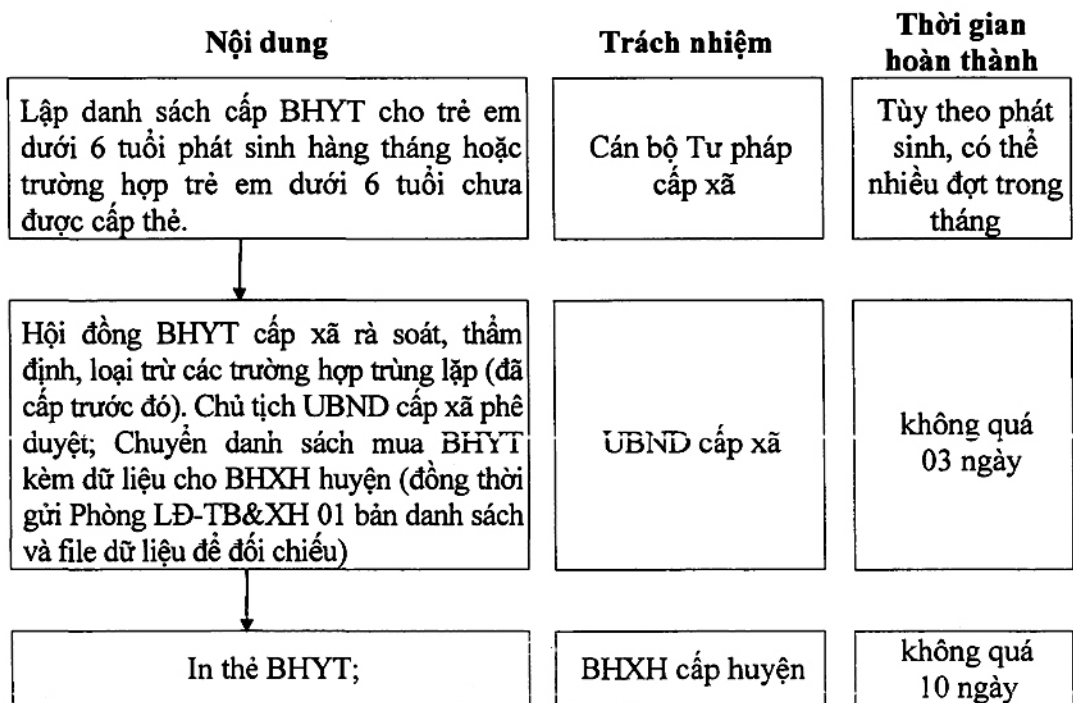 Nội dung
Trách nhiệm
Thời gian
hoàn thành
Lập danh sách cấp BHYT cho trẻ em
dưới 6 tuổi phát sinh hàng tháng hoặc
trường hợp trẻ em dưới 6 tuổi chưa
được cấp thẻ.
Cán bộ Tư pháp
cấp xã
Tùy theo phát
sinh, có thể
nhiều đợt trong
tháng
Hội đồng BHYT cấp xã rà soát, thẩm
định, loại trừ các trường hợp trùng lặp (đã
cấp trước đó). Chủ tịch UBND cấp xã phê
duyệt; Chuyển danh sách mua BHYT
kèm dữ liệu cho BHXH huyện (đồng thời
gửi Phòng LĐ-TB&XH 01 bản danh sách
và file dữ liệu để đối chiếu)
UBND cấp xã
không quá
03 ngày
In thẻ BHYT;
BHXH cấp huyện
không quá
10 ngày